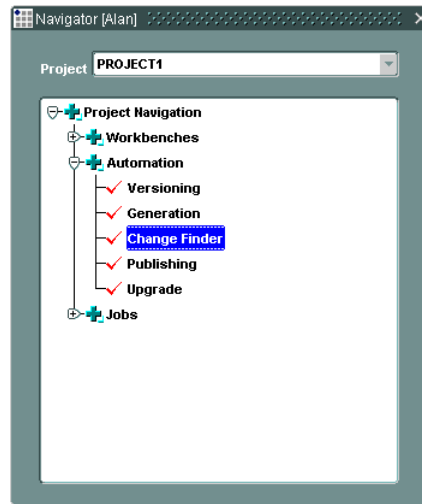 Navigator [Alan]
Project PROJECT1
Project Navigation
Workbenches
Automation
Versioning
Generation
Change Finder
Publishing
Upgrade
Jobs